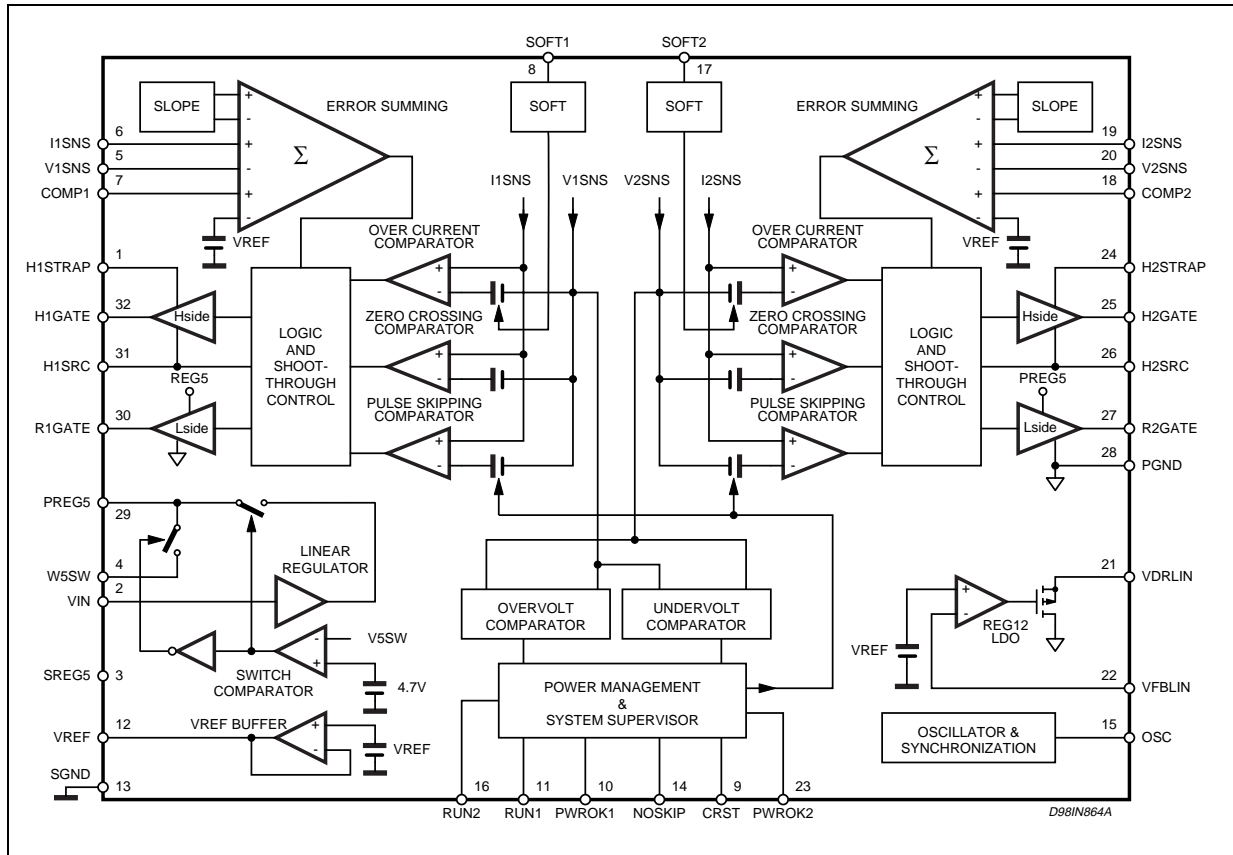 SOFT1
SOFT2
8
17
SLOPE
+
-
ERROR SUMMING
SOFT
SOFT
ERROR SUMMING
+
-
SLOPE
6
I1SNS
+
Σ
Σ
+
19
I2SNS
5
V1SNS
-
-
20
V2SNS
7
COMP1
+
I1SNS
V1SNS
V2SNS
I2SNS
+
18
COMP2
-
VREF
-
VREF
OVER CURRENT
COMPARATOR
OVER CURRENT
COMPARATOR
1
H1STRAP
24
H2STRAP
+
-
+
-
32
H1GATE
Hside
Hside
25
H2GATE
ZERO CROSSING
COMPARATOR
ZERO CROSSING
COMPARATOR
LOGIC
AND
SHOOT-
THROUGH
CONTROL
LOGIC
AND
SHOOT-
THROUGH
CONTROL
31
H1SRC
+
-
+
-
26
H2SRC
REG5
PREG5
PULSE SKIPPING
COMPARATOR
PULSE SKIPPING
COMPARATOR
30
R1GATE
Lside
Lside
27
R2GATE
+
-
+
-
28
PGND
PREG5
29
4
W5SW
LINEAR
REGULATOR
2
VIN
OVERVOLT
COMPARATOR
UNDERVOLT
COMPARATOR
21
VDRLIN
+
-
REG12
LDO
VREF
-
+
V5SW
SWITCH
COMPARATOR
4.7V
3
SREG5
POWER MANAGEMENT
&
SYSTEM SUPERVISOR
22
VFBLIN
12
VREF
VREF BUFFER
+
-
VREF
OSCILLATOR &
SYNCHRONIZATION
15
OSC
SGND
13
16
11
10
14
9
23
RUN2
RUN1
PWROK1
NOSKIP
CRST
PWROK2
D98IN864A